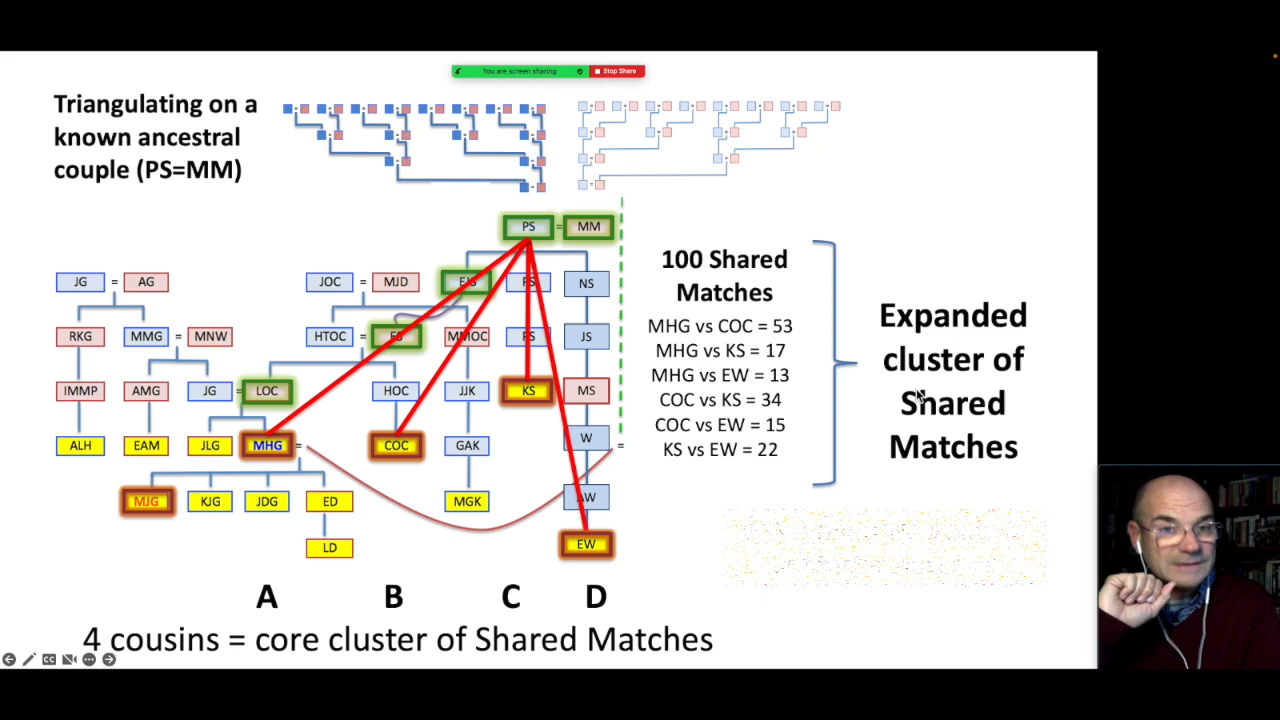 You are screen sharing
Stop Share
Triangulating on a
known ancestral
couple (PS=MM)
PS = MM
100 Shared
Matches
MHG vs COC = 53
MHG vs KS = 17
MHG vs EW = 13
COC vs KS = 34
COC vs EW = 15
KS vs EW = 22
Expanded
cluster of
Shared
Matches
JG = AG
JOC = MJD
NS
RKG
MMG = MNW
HTOC =
MMOC
JS
IMMP
AMG
JG = LOC
HOC
JJK
KS
MS
ALH
EAM
JLG
MHG =
COC
GAK
W =
MJG
KJG
JDG
ED
MGK
AW
EW
LD
A B C D
4 cousins = core cluster of Shared Matches
CC